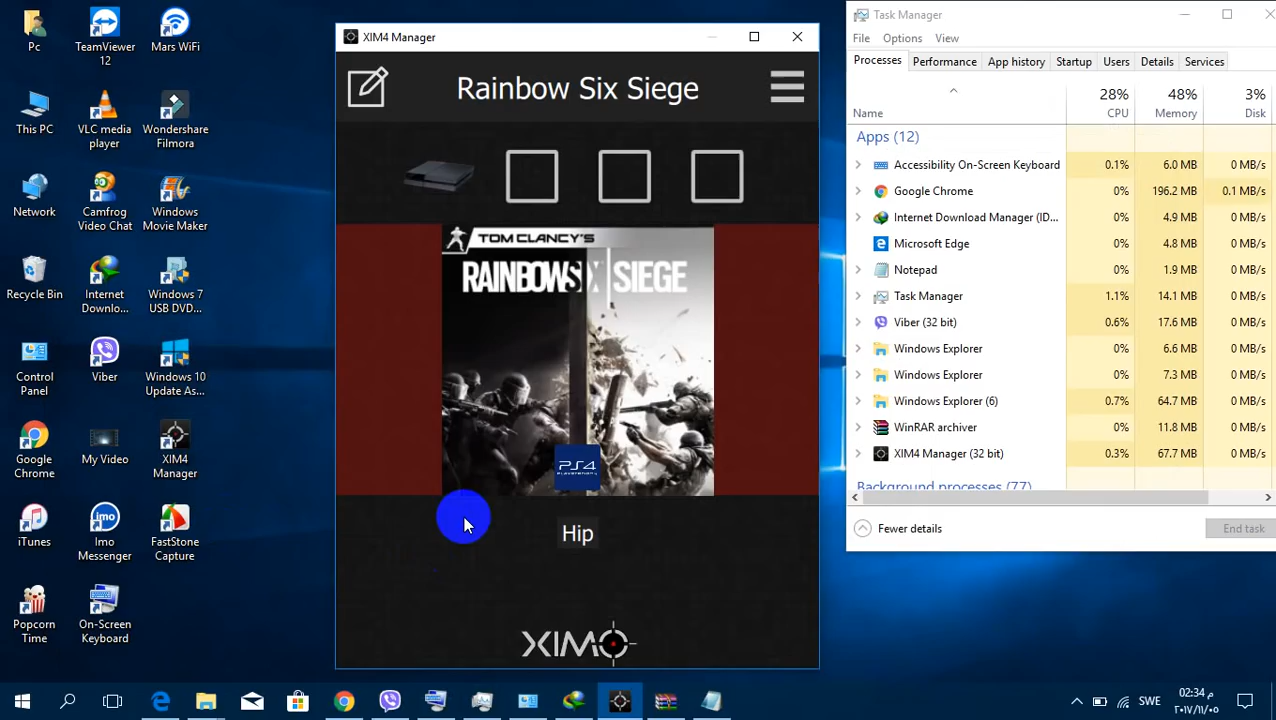 Pc
TeamViewer 12
Mars WiFi
This PC
VLC media player
Wondershare Filmora
Network
Camfrog Video Chat
Windows Movie Maker
Recycle Bin
Internet Downlo...
Windows 7 USB DVD...
Control Panel
Viber
Windows 10 Update As...
Google Chrome
My Video
XIM4 Manager
iTunes
Imo Messenger
FastStone Capture
Popcorn Time
On-Screen Keyboard
XIM4 Manager
Rainbow Six Siege
TOM CLANCY'S
RAINBOW SIX SIEGE
PS4
Hip
XIM
Task Manager
File Options View
Processes Performance App history Startup Users Details Services
28% 48% 3%
Name CPU Memory Disk
Apps (12)
Accessibility On-Screen Keyboard 0.1% 6.0 MB 0 MB/s
Google Chrome 0% 196.2 MB 0.1 MB/s
Internet Download Manager (ID... 0% 4.9 MB 0 MB/s
Microsoft Edge 0% .8 MB 0 MB/s
Notepad 0% 1.9 MB 0 MB/s
Task Manager 1.1% 14.1 MB 0 MB/s
Viber (32 bit) 0.6% 17.6 MB 0 MB/s
Windows Explorer 0% 6.6 MB 0 MB/s
Windows Explorer 0% 7.3 MB 0 MB/s
Windows Explorer (6) 0.7% 64.7 MB 0 MB/s
WinRAR archiver 0% 11.8 MB 0 MB/s
XIM4 Manager (32 bit) 0.3% 67.7 MB 0 MB/s
Background processes (77)
Fewer details
End task
SWE
02:34 م
٢٠١٧/١١/٠٥